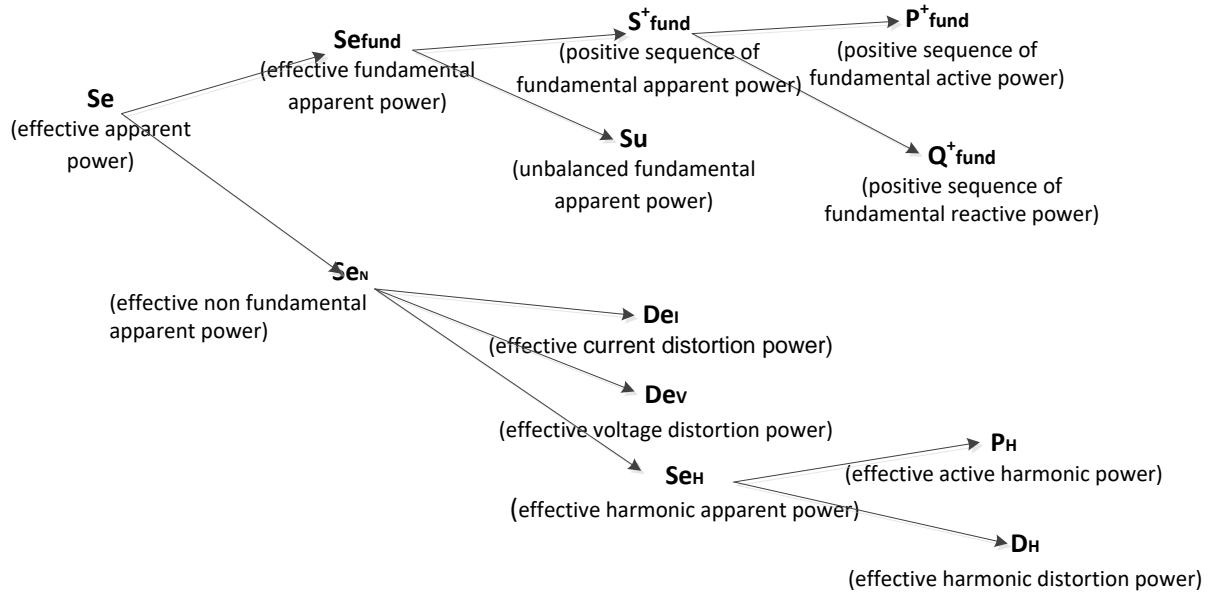 Se
(effective apparent
power)
Sefund
(effective fundamental
apparent power)
S+fund
(positive sequence of
fundamental apparent power)
P+fund
(positive sequence of
fundamental active power)
Q+fund
(positive sequence of
fundamental reactive power)
Su
(unbalanced fundamental
apparent power)
SeN
(effective non fundamental
apparent power)
DeI
(effective current distortion power)
DeV
(effective voltage distortion power)
SeH
(effective harmonic apparent power)
PH
(effective active harmonic power)
DH
(effective harmonic distortion power)